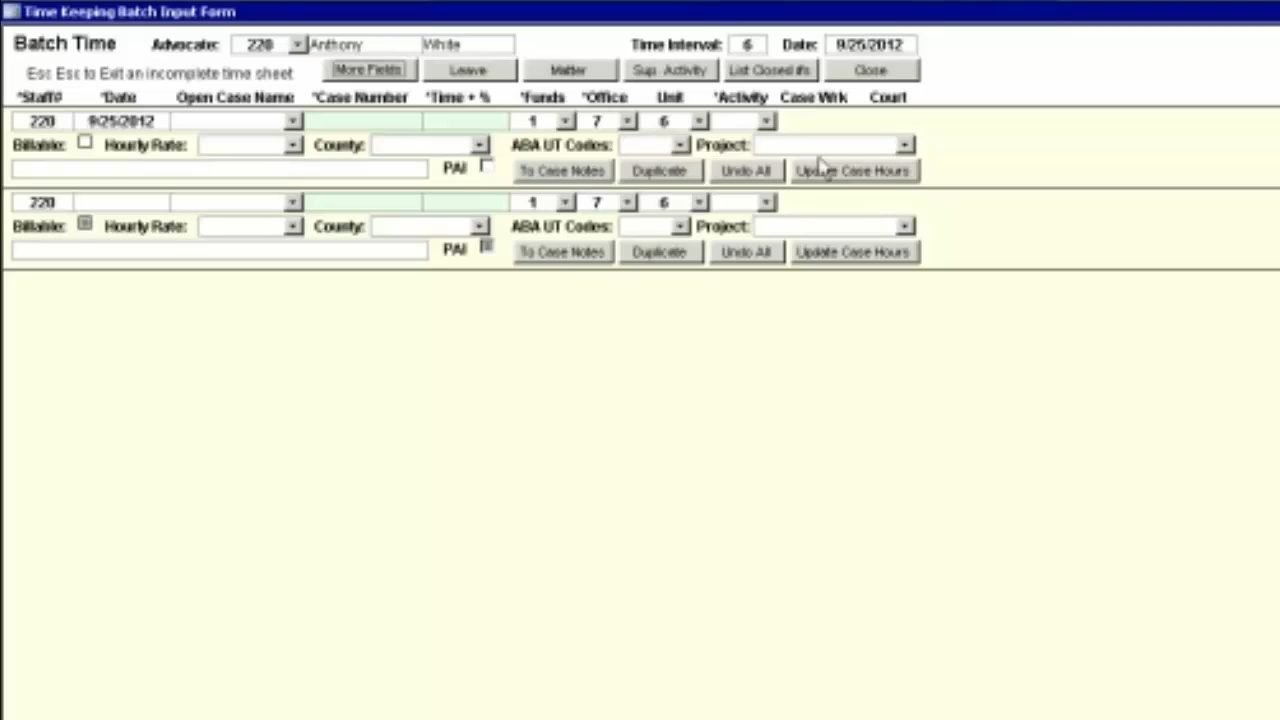 Time Keeping Batch Input Form
Batch Time Advocate: 220 Anthony White Time Interval: 6 Date: 9/25/2012
Esc Esc to Exit an incomplete time sheet More Fields Leave Matter Sup. Activity List Closed #s Close
*Staff# *Date Open Case Name *Case Number *Time + % *Funds *Office Unit *Activity Case Wrk Court
220 9/25/2012 1 7 6
Billable: Hourly Rate: County: ABA UT Codes: Project:
PAI To Case Notes Duplicate Undo All Update Case Hours
220 1 7 6
Billable: Hourly Rate: County: ABA UT Codes: Project:
PAI To Case Notes Duplicate Undo All Update Case Hours